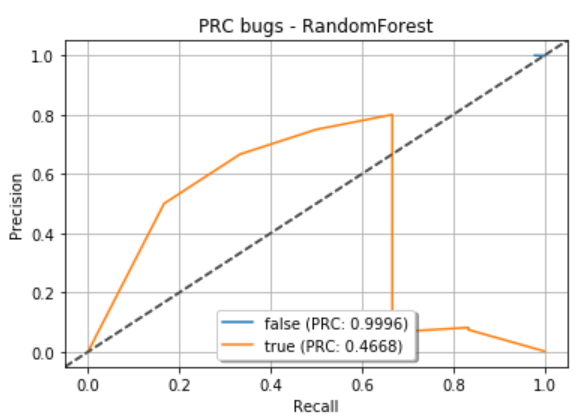 PRC bugs - RandomForest
Precision
1.0
0.8
0.6
0.4
0.2
0.0
false (PRC: 0.9996)
true (PRC: 0.4668)
0.0 0.2 0.4 0.6 0.8 1.0
Recall